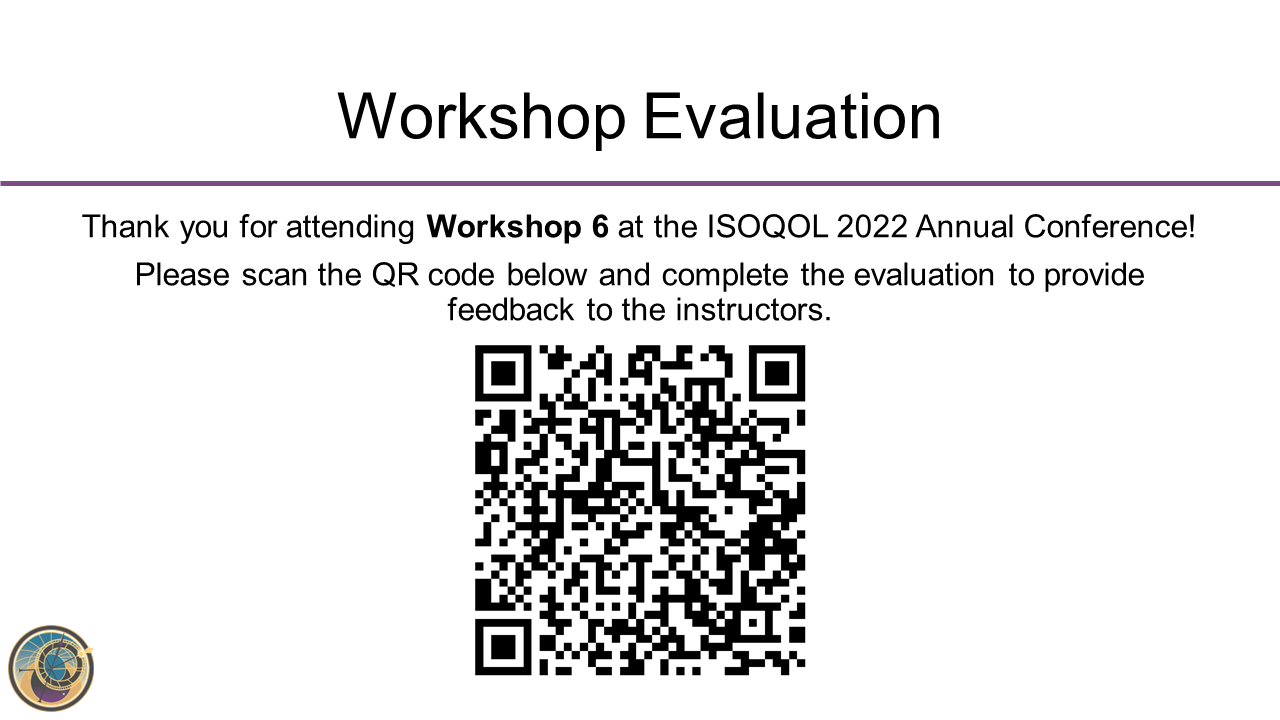 Workshop Evaluation
Thank you for attending Workshop 6 at the ISOQOL 2022 Annual Conference!
Please scan the QR code below and complete the evaluation to provide
feedback to the instructors.